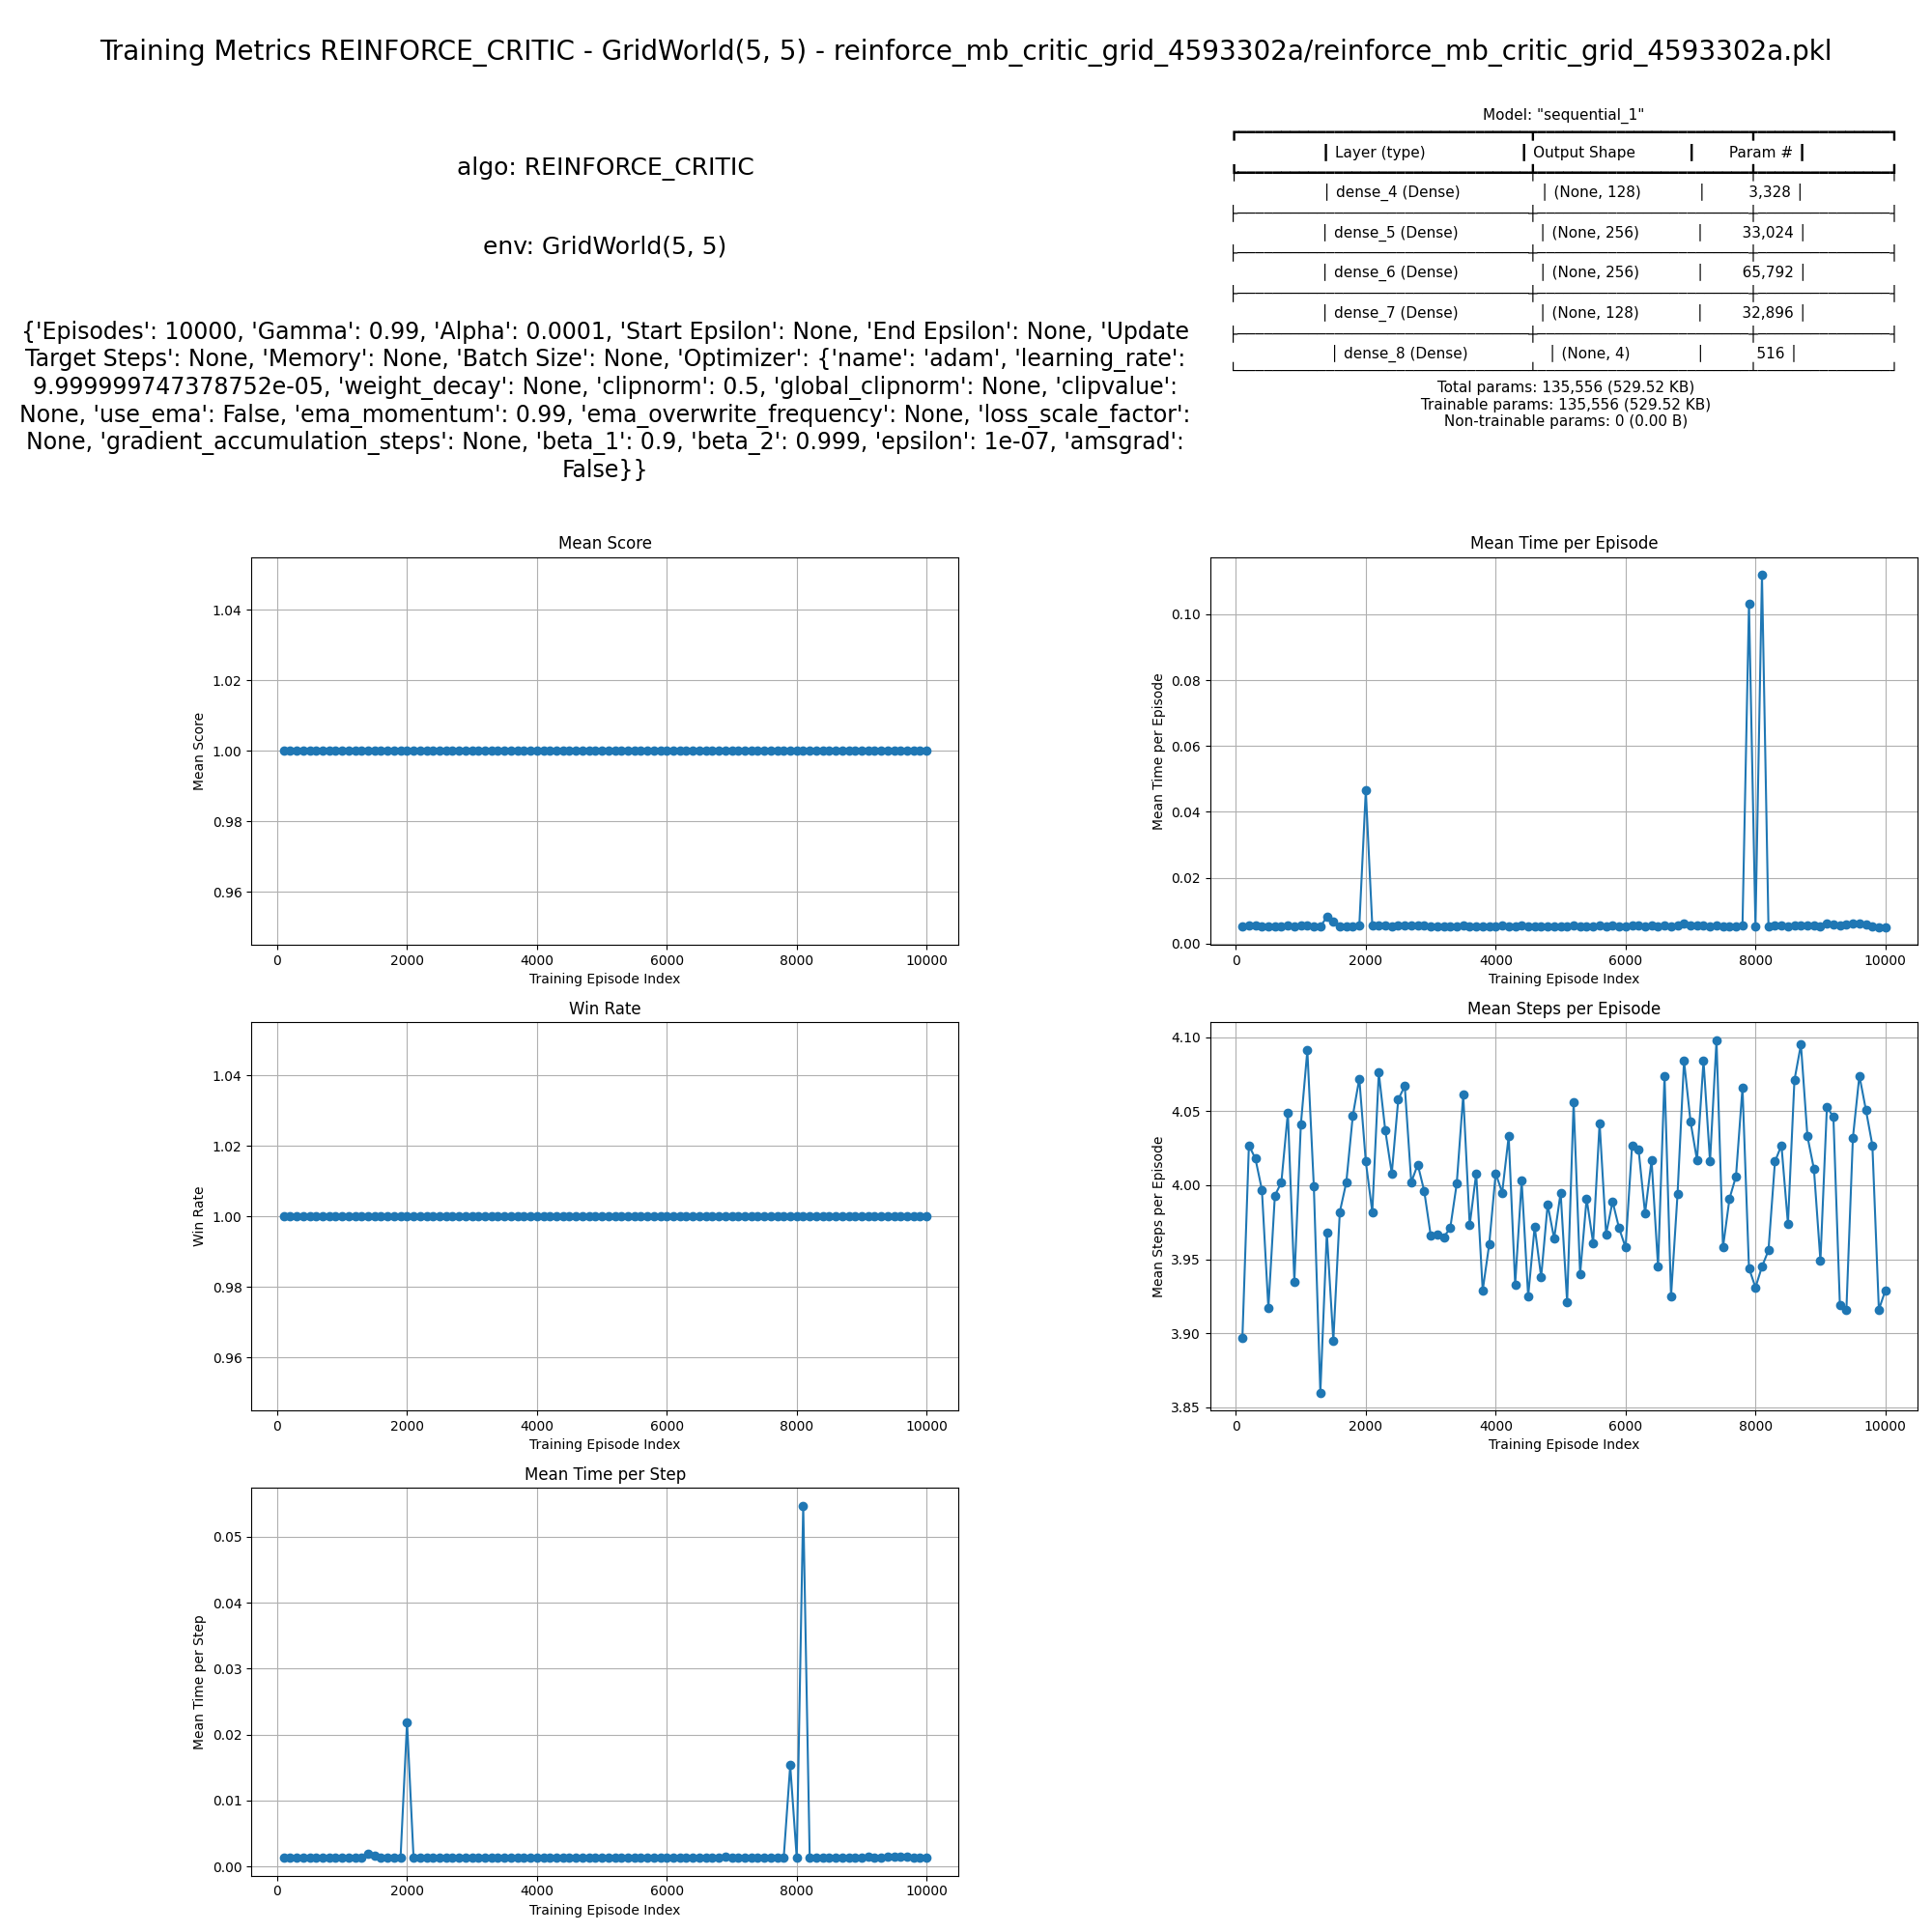 Training Metrics REINFORCE_CRITIC - GridWorld(5, 5) - reinforce_mb_critic_grid_4593302a/reinforce_mb_critic_grid_4593302a.pkl
algo: REINFORCE_CRITIC
env: GridWorld(5, 5)
{'Episodes': 10000, 'Gamma': 0.99, 'Alpha': 0.0001, 'Start Epsilon': None, 'End Epsilon': None, 'Update
Target Steps': None, 'Memory': None, 'Batch Size': None, 'Optimizer': {'name': 'adam', 'learning_rate':
9.999999747378752e-05, 'weight_decay': None, 'clipnorm': 0.5, 'global_clipnorm': None, 'clipvalue':
None, 'use_ema': False, 'ema_momentum': 0.99, 'ema_overwrite_frequency': None, 'loss_scale_factor':
None, 'gradient_accumulation_steps': None, 'beta_1': 0.9, 'beta_2': 0.999, 'epsilon': 1e-07, 'amsgrad':
False}}
Model: "sequential_1"
Layer (type) Output Shape Param #
dense_4 (Dense) (None, 128) 3,328
dense_5 (Dense) (None, 256) 33,024
dense_6 (Dense) (None, 256) 65,792
dense_7 (Dense) (None, 128) 32,896
dense_8 (Dense) (None, 4) 516
Total params: 135,556 (529.52 KB)
Trainable params: 135,556 (529.52 KB)
Non-trainable params: 0 (0.00 B)
Mean Score
Mean Score
1.04
1.02
1.00
0.98
0.96
0 2000 4000 6000 8000 10000
Training Episode Index
Mean Time per Episode
Mean Time per Episode
0.10
0.08
0.06
0.04
0.02
0.00
0 2000 4000 6000 8000 10000
Training Episode Index
Win Rate
Win Rate
1.04
1.02
1.00
0.98
0.96
0 2000 4000 6000 8000 10000
Training Episode Index
Mean Steps per Episode
Mean Steps per Episode
4.10
4.05
4.00
3.95
3.90
3.85
0 2000 4000 6000 8000 10000
Training Episode Index
Mean Time per Step
Mean Time per Step
0.05
0.04
0.03
0.02
0.01
0.00
0 2000 4000 6000 8000 10000
Training Episode Index